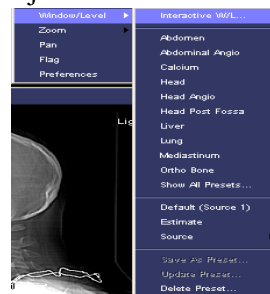 Window/Level
Zoom
Pan
Flag
Preferences
Interactive W/L...
Abdomen
Abdominal Angio
Calcium
Head
Head Angio
Head Post Fossa
Liver
Lung
Mediastinum
Ortho Bone
Show All Presets...
Default (Source 1)
Estimate
Source
Save As Preset...
Update Preset...
Delete Preset...
Lig